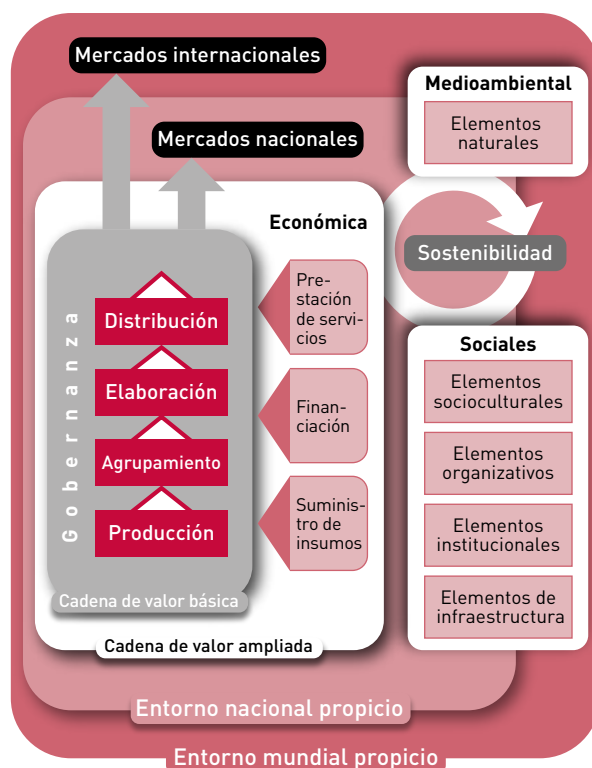 Mercados internacionales
Mercados nacionales
Medioambiental
Elementos
naturales
Económica
Sostenibilidad
Gobernanza
Distribución
Elaboración
Agrupamiento
Producción
Pre-
stación
de servi-
cios
Finan-
ciación
Suminis-
tro de
insumos
Sociales
Elementos
socioculturales
Elementos
organizativos
Elementos
institucionales
Elementos de
infraestructura
Cadena de valor básica
Cadena de valor ampliada
Entorno nacional propicio
Entorno mundial propicio